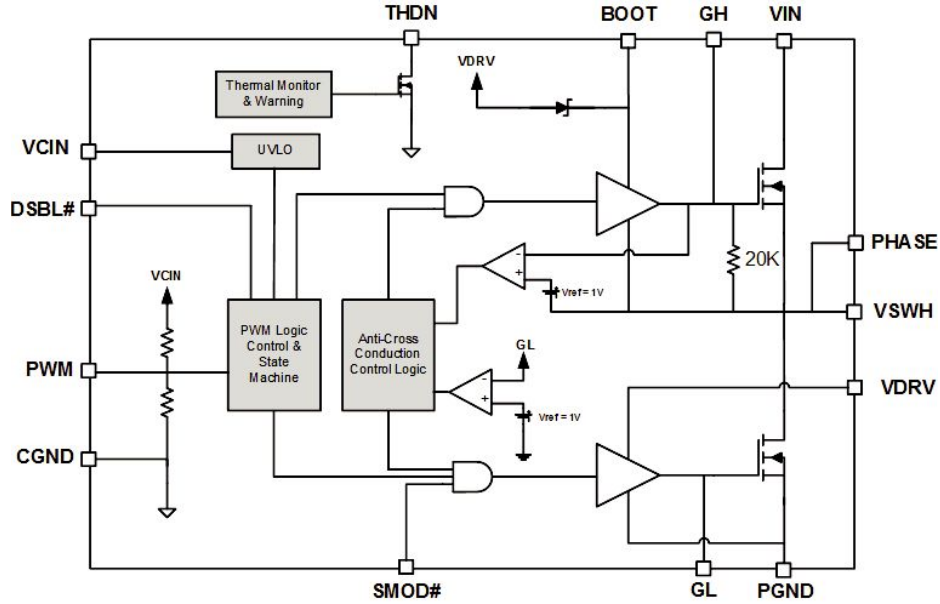 THDN
BOOT
GH
VIN
VDRV
Thermal Monitor
& Warning
VCIN
UVLO
DSBL#
PHASE
20K
-
+
Vref = 1V
VCIN
VSWH
PWM Logic
Control &
State
Machine
Anti-Cross
Conduction
Control Logic
GL
PWM
-
+
VDRV
Vref = 1V
CGND
SMOD#
GL
PGND